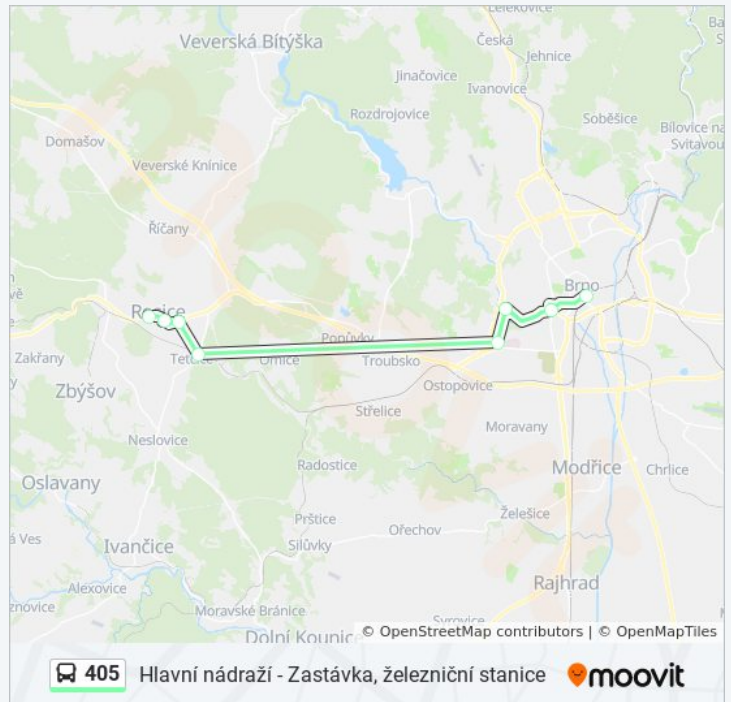 Lelekovice
Veverská Bítýška
Česká
Jehnice
Jinačovice
Ivanovice
Rozdrojovice
Soběšice
Bílovice na
Svitavou
Domašov
Veverské Knínice
Říčany
Brno
Popůvky
Zakřany
Tetčice
Omice
Troubsko
Zbýšov
Ostopovice
Střelice
Neslovice
Moravany
Radostice
Modřice
Chrlice
Oslavany
Prštice
Ořechov
Želešice
á Ves
Ivančice
Silůvky
Alexovice
Rajhrad
Moravské Bránice
Syrovice
Dolní Kounice
© OpenStreetMap contributors | © OpenMapTiles
405 Hlavní nádraží - Zastávka, železniční stanice moovit